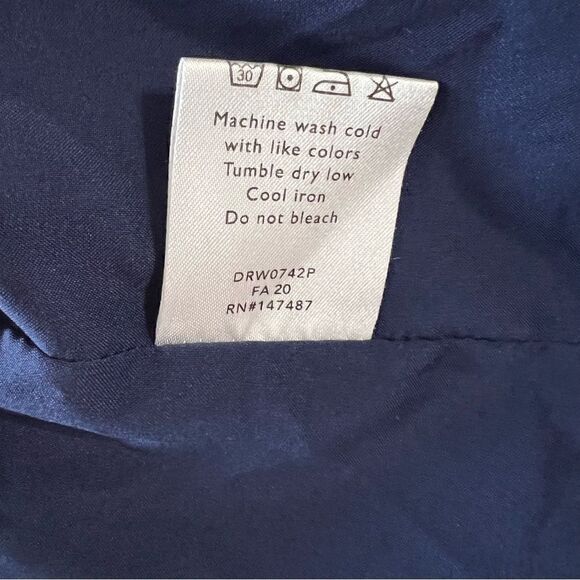 30
Machine wash cold
with like colors
Tumble dry low
Cool iron
Do not bleach
DRW0742P
FA 20
RN#147487